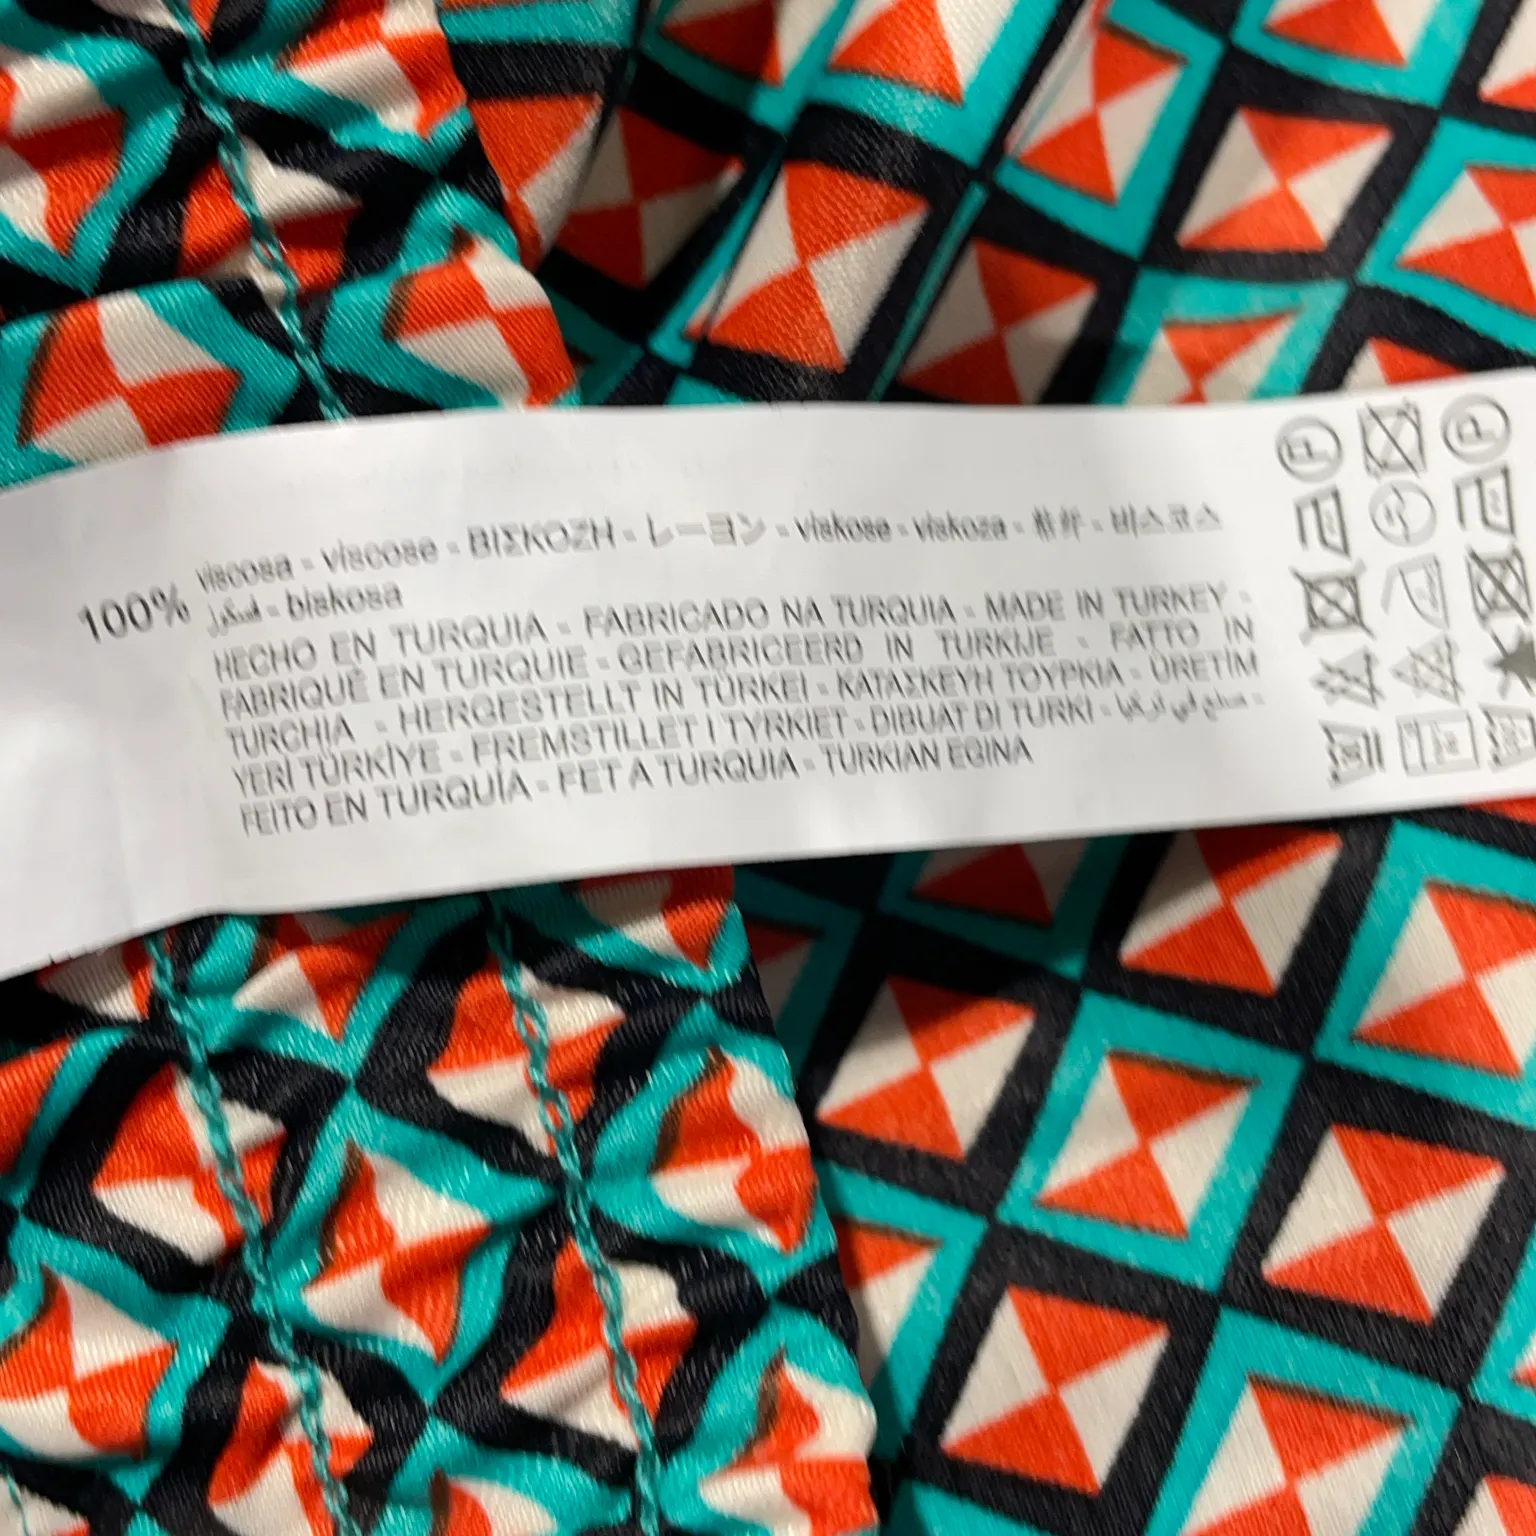 100% viscosa - viscose - ΒΙΣΚΟΖΗ - レーヨン - viskose - viskoza - 비스코스
فسكوز - biskosa
HECHO EN TURQUIA - FABRICADO NA TURQUIA - MADE IN TURKEY -
FABRIQUÉ EN TURQUIE - GEFABRICEERD IN TURKIJE - FATTO IN
TURCHIA - HERGESTELLT IN TÜRKEI - ΚΑΤΑΣΚΕΥΗ ΤΟΥΡΚΙΑ - ÜRETİM
YERİ TÜRKİYE - FREMSTILLET I TYRKIET - DIBUAT DI TURKI - صنع في تركيا -
FEITO EN TURQUÍA - FET A TURQUIA - TURKIAN EGINA